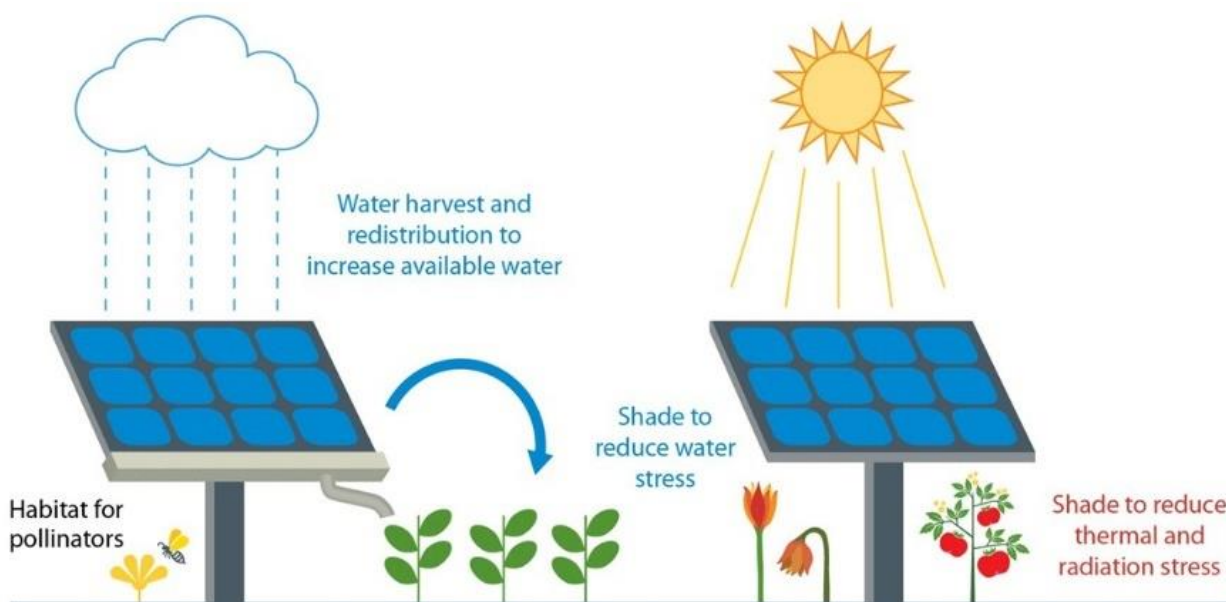 Water harvest and
redistribution to
increase available water
Shade to
reduce water
stress
Habitat for
pollinators
Shade to reduce
thermal and
radiation stress